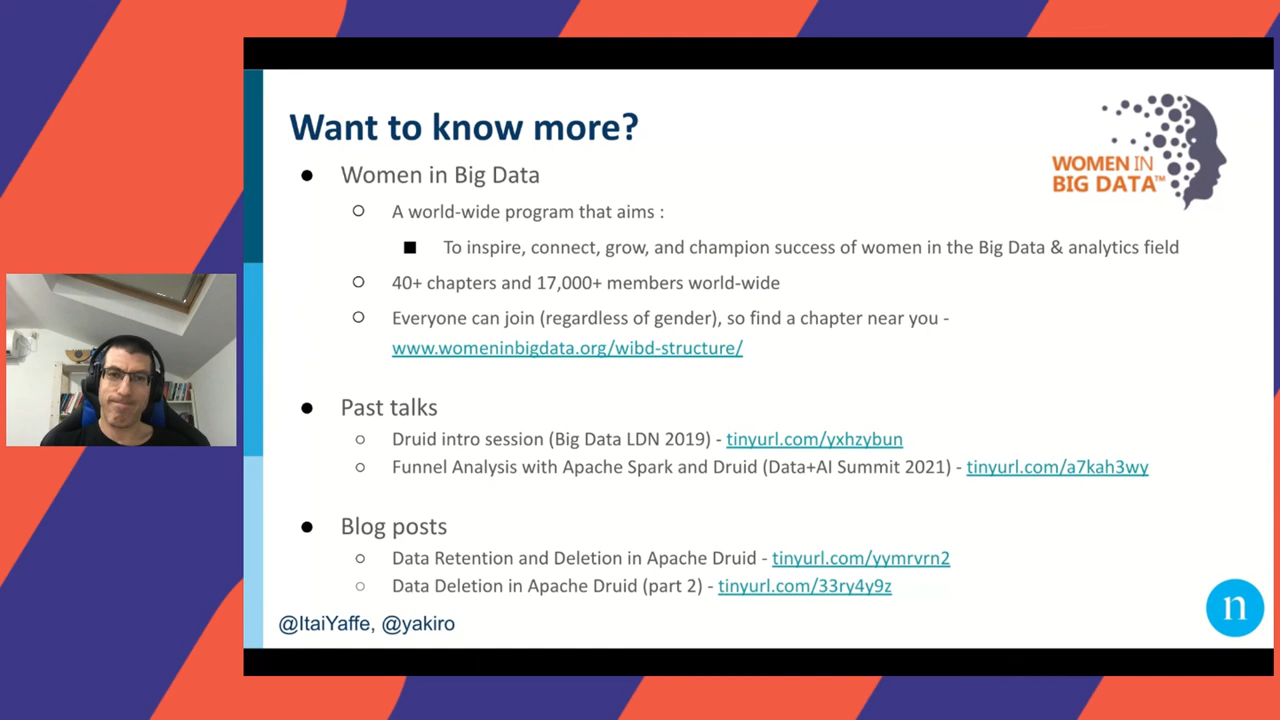 Want to know more?
WOMEN IN
BIG DATA™
● Women in Big Data
○ A world-wide program that aims :
■ To inspire, connect, grow, and champion success of women in the Big Data & analytics field
○ 40+ chapters and 17,000+ members world-wide
○ Everyone can join (regardless of gender), so find a chapter near you -
www.womeninbigdata.org/wibd-structure/
● Past talks
○ Druid intro session (Big Data LDN 2019) - tinyurl.com/yxhzybun
○ Funnel Analysis with Apache Spark and Druid (Data+AI Summit 2021) - tinyurl.com/a7kah3wy
● Blog posts
○ Data Retention and Deletion in Apache Druid - tinyurl.com/yymrvrn2
○ Data Deletion in Apache Druid (part 2) - tinyurl.com/33ry4y9z
@ItaiYaffe, @yakiro
n